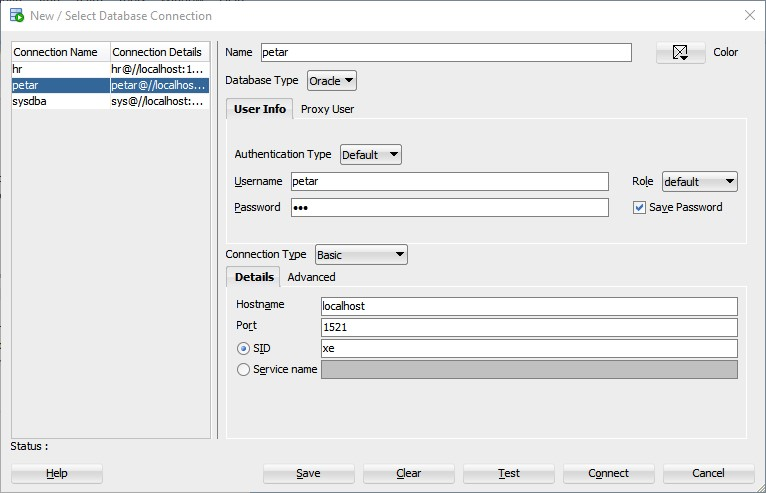 New / Select Database Connection
Connection Name Connection Details
hr hr@//localhost:1...
petar petar@//localhos...
sysdba sys@//localhost:...
Name petar Color
Database Type Oracle
User Info Proxy User
Authentication Type Default
Username petar Role default
Password ••• Save Password
Connection Type Basic
Details Advanced
Hostname localhost
Port 1521
SID xe
Service name
Status :
Help Save Clear Test Connect Cancel